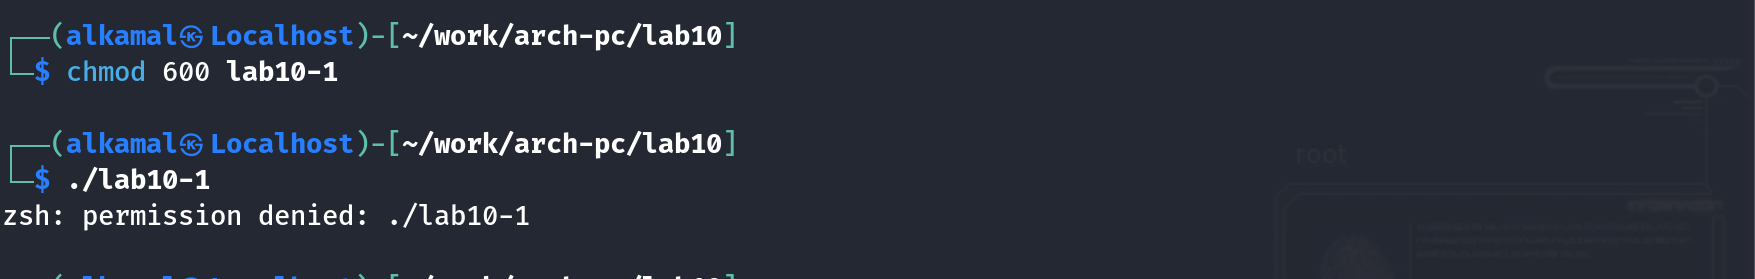 ┌──(alkamal㉿Localhost)-[~/work/arch-pc/lab10]
└─$ chmod 600 lab10-1
┌──(alkamal㉿Localhost)-[~/work/arch-pc/lab10]
└─$ ./lab10-1
zsh: permission denied: ./lab10-1
root